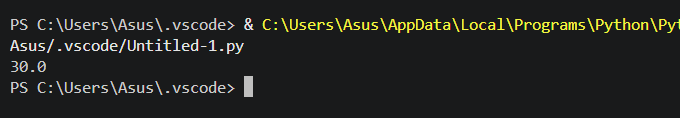 PS C:\Users\Asus\.vscode> & C:\Users\Asus\AppData\Local\Programs\Python\Pyt
Asus/.vscode/Untitled-1.py
30.0
PS C:\Users\Asus\.vscode>